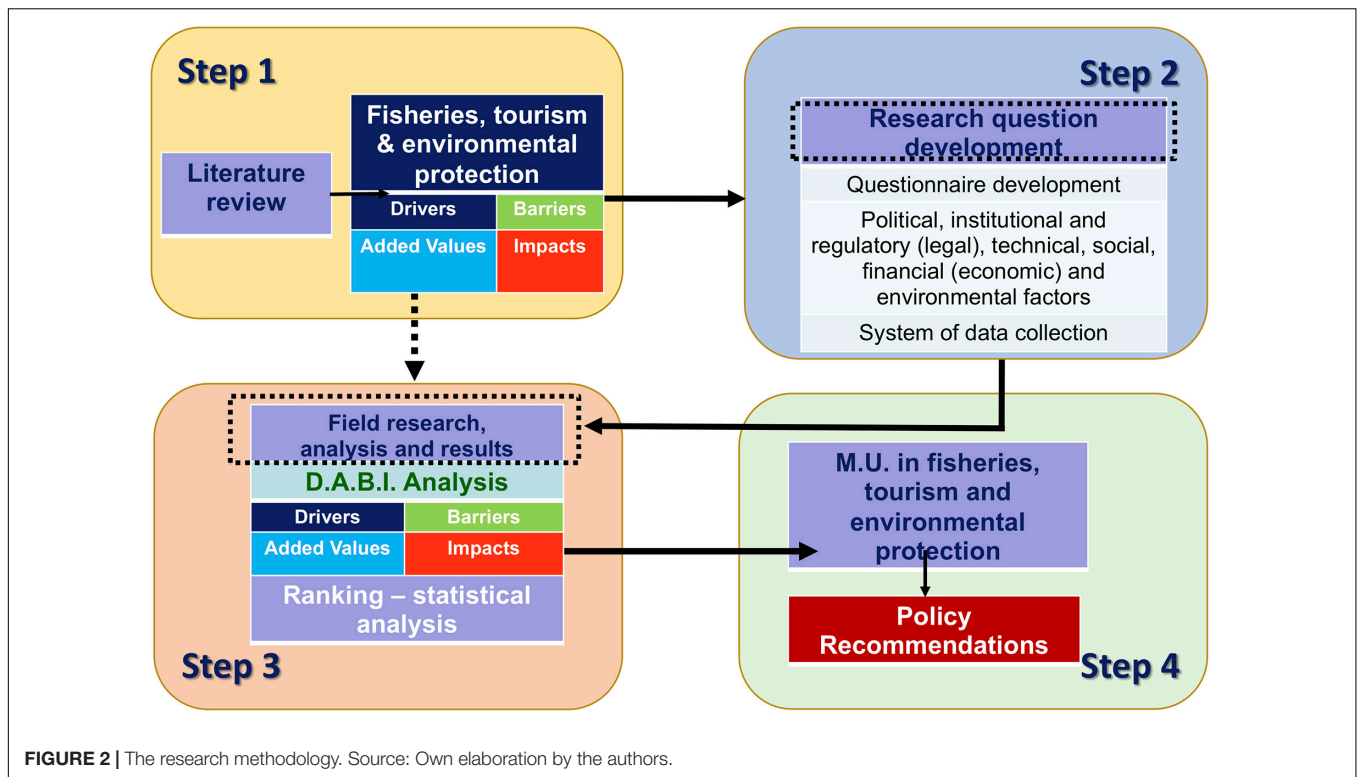 Step 1
Literature
review
Fisheries, tourism
& environmental
protection
Drivers
Barriers
Added Values
Impacts
Step 2
Research question
development
Questionnaire development
Political, institutional and
regulatory (legal), technical, social,
financial (economic) and
environmental factors
System of data collection
Field research,
analysis and results
D.A.B.I. Analysis
Drivers
Barriers
Added Values
Impacts
Ranking – statistical
analysis
Step 3
M.U. in fisheries,
tourism and
environmental
protection
Policy
Recommendations
Step 4
FIGURE 2 | The research methodology. Source: Own elaboration by the authors.